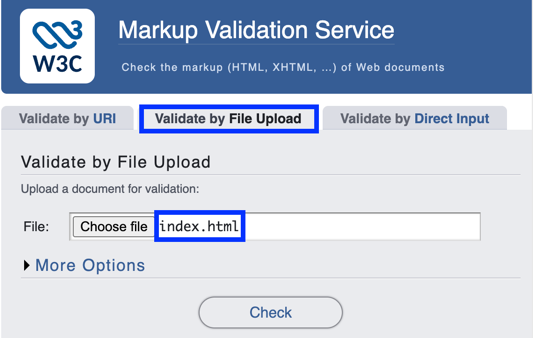 W3C
Markup Validation Service
Check the markup (HTML, XHTML, …) of Web documents
Validate by URI
Validate by File Upload
Validate by Direct Input
Validate by File Upload
Upload a document for validation:
File: Choose file index.html
More Options
Check